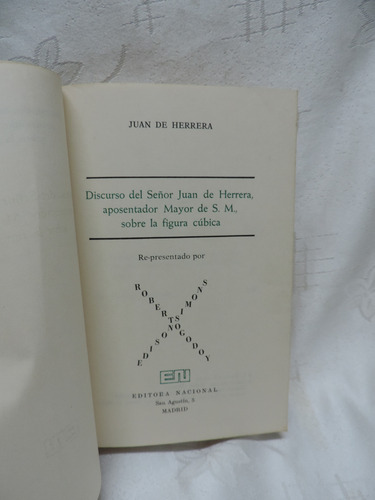 JUAN DE HERRERA
Discurso del Señor Juan de Herrera,
aposentador Mayor de S. M.,
sobre la figura cúbica
Re-presentado por
EDISON SIMONS
ROBERTO GODOY
EN
EDITORA NACIONAL
San Agustín, 5
MADRID